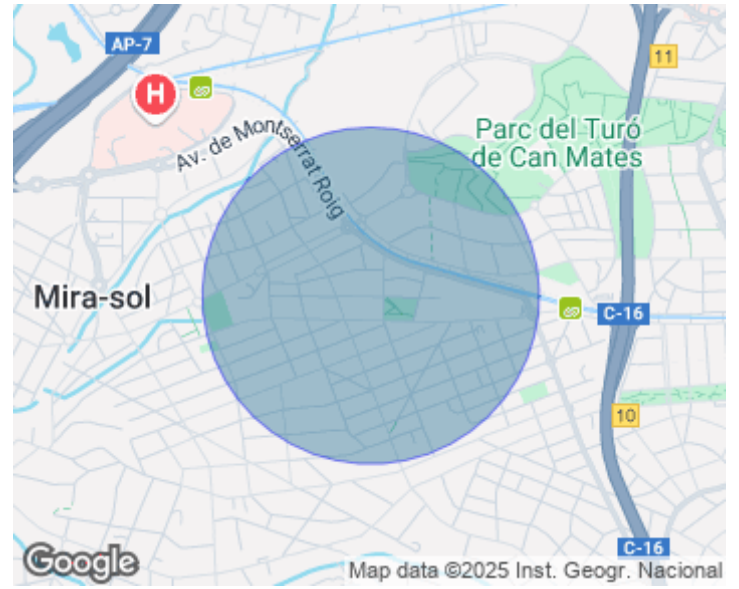 AP-7
11
H
Parc del Turó
de Can Mates
Av. de Montserrat Roig
Mira-sol
C-16
10
C-16
Google
Map data ©2025 Inst. Geogr. Nacional